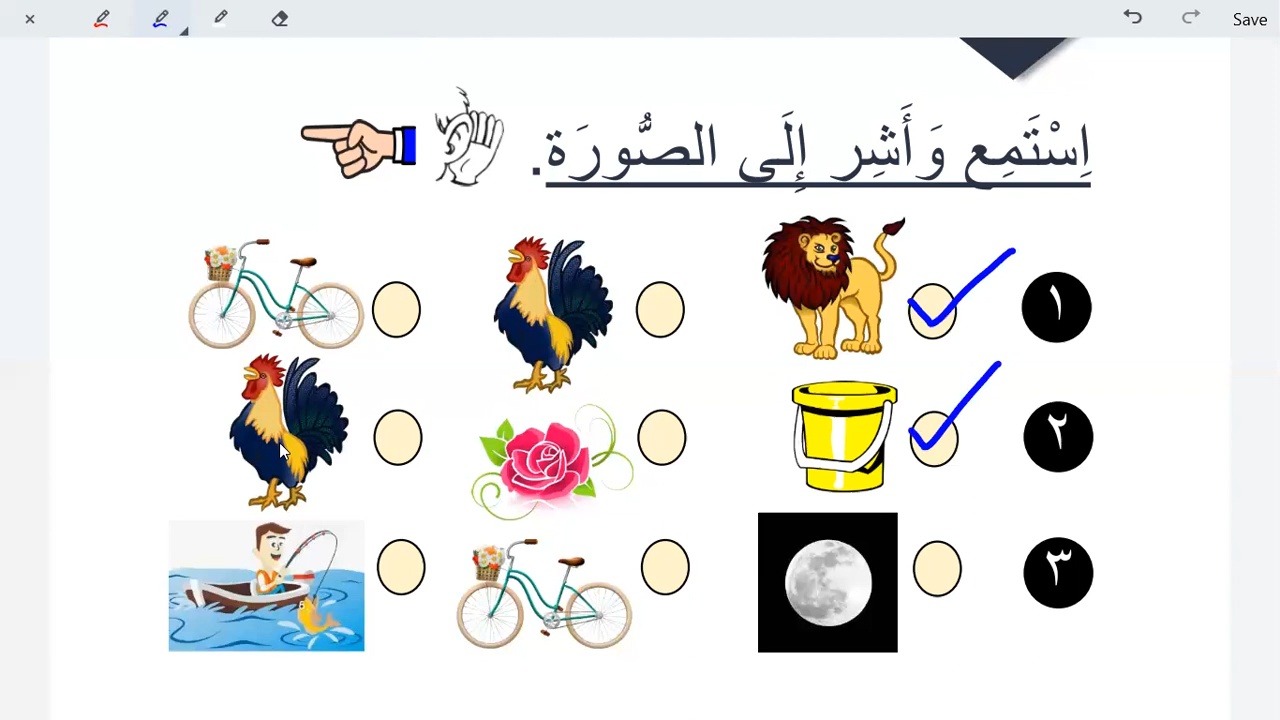 Save
اِسْتَمِع وَأَشِر إِلَى الصُّورَة.
١
٢
٣